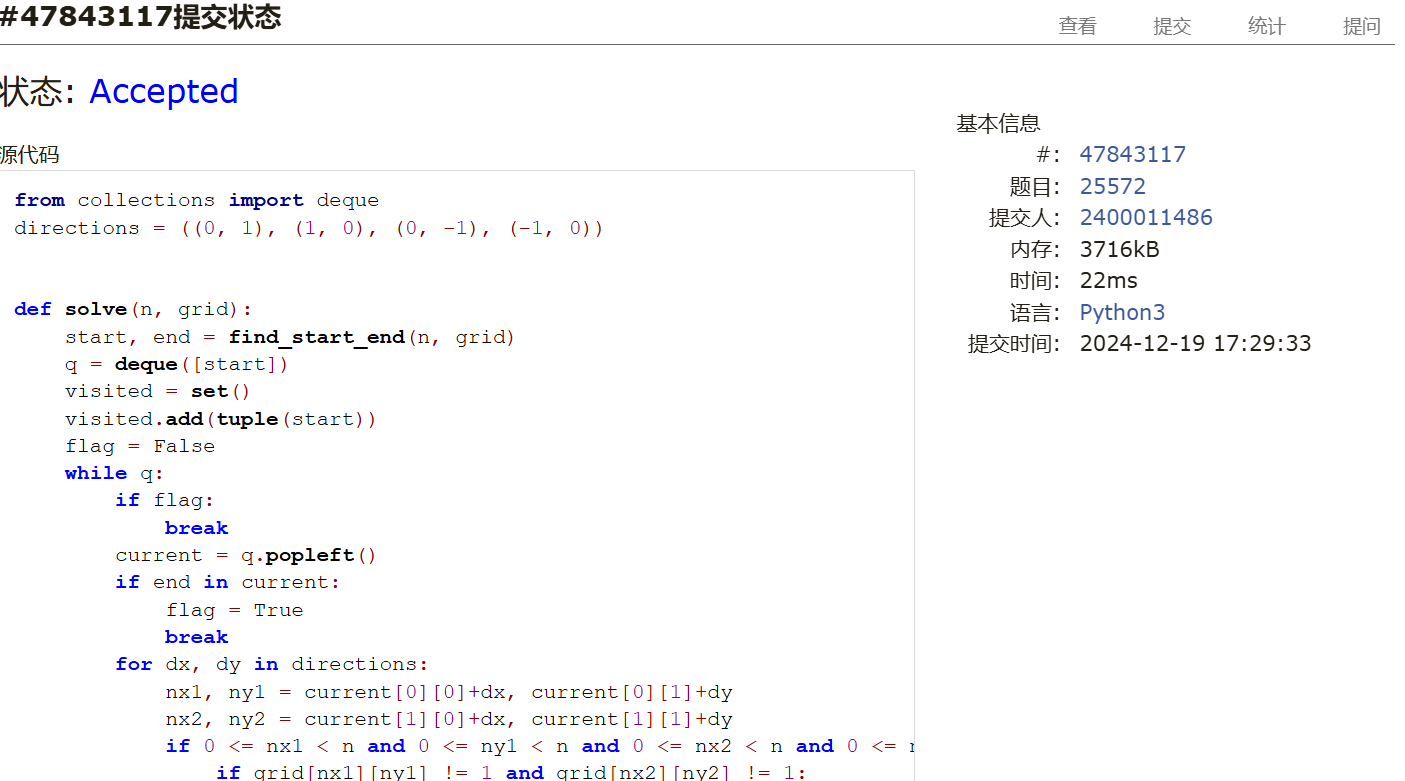 #47843117提交状态
查看 提交 统计 提问
状态: Accepted
基本信息
#: 47843117
题目: 25572
提交人: 2400011486
内存: 3716kB
时间: 22ms
语言: Python3
提交时间: 2024-12-19 17:29:33
源代码
from collections import deque
directions = ((0, 1), (1, 0), (0, -1), (-1, 0))
def solve(n, grid):
    start, end = find_start_end(n, grid)
    q = deque([start])
    visited = set()
    visited.add(tuple(start))
    flag = False
    while q:
        if flag:
            break
        current = q.popleft()
        if end in current:
            flag = True
            break
        for dx, dy in directions:
            nx1, ny1 = current[0][0]+dx, current[0][1]+dy
            nx2, ny2 = current[1][0]+dx, current[1][1]+dy
            if 0 <= nx1 < n and 0 <= ny1 < n and 0 <= nx2 < n and 0 <=
                if grid[nx1][ny1] != 1 and grid[nx2][ny2] != 1: